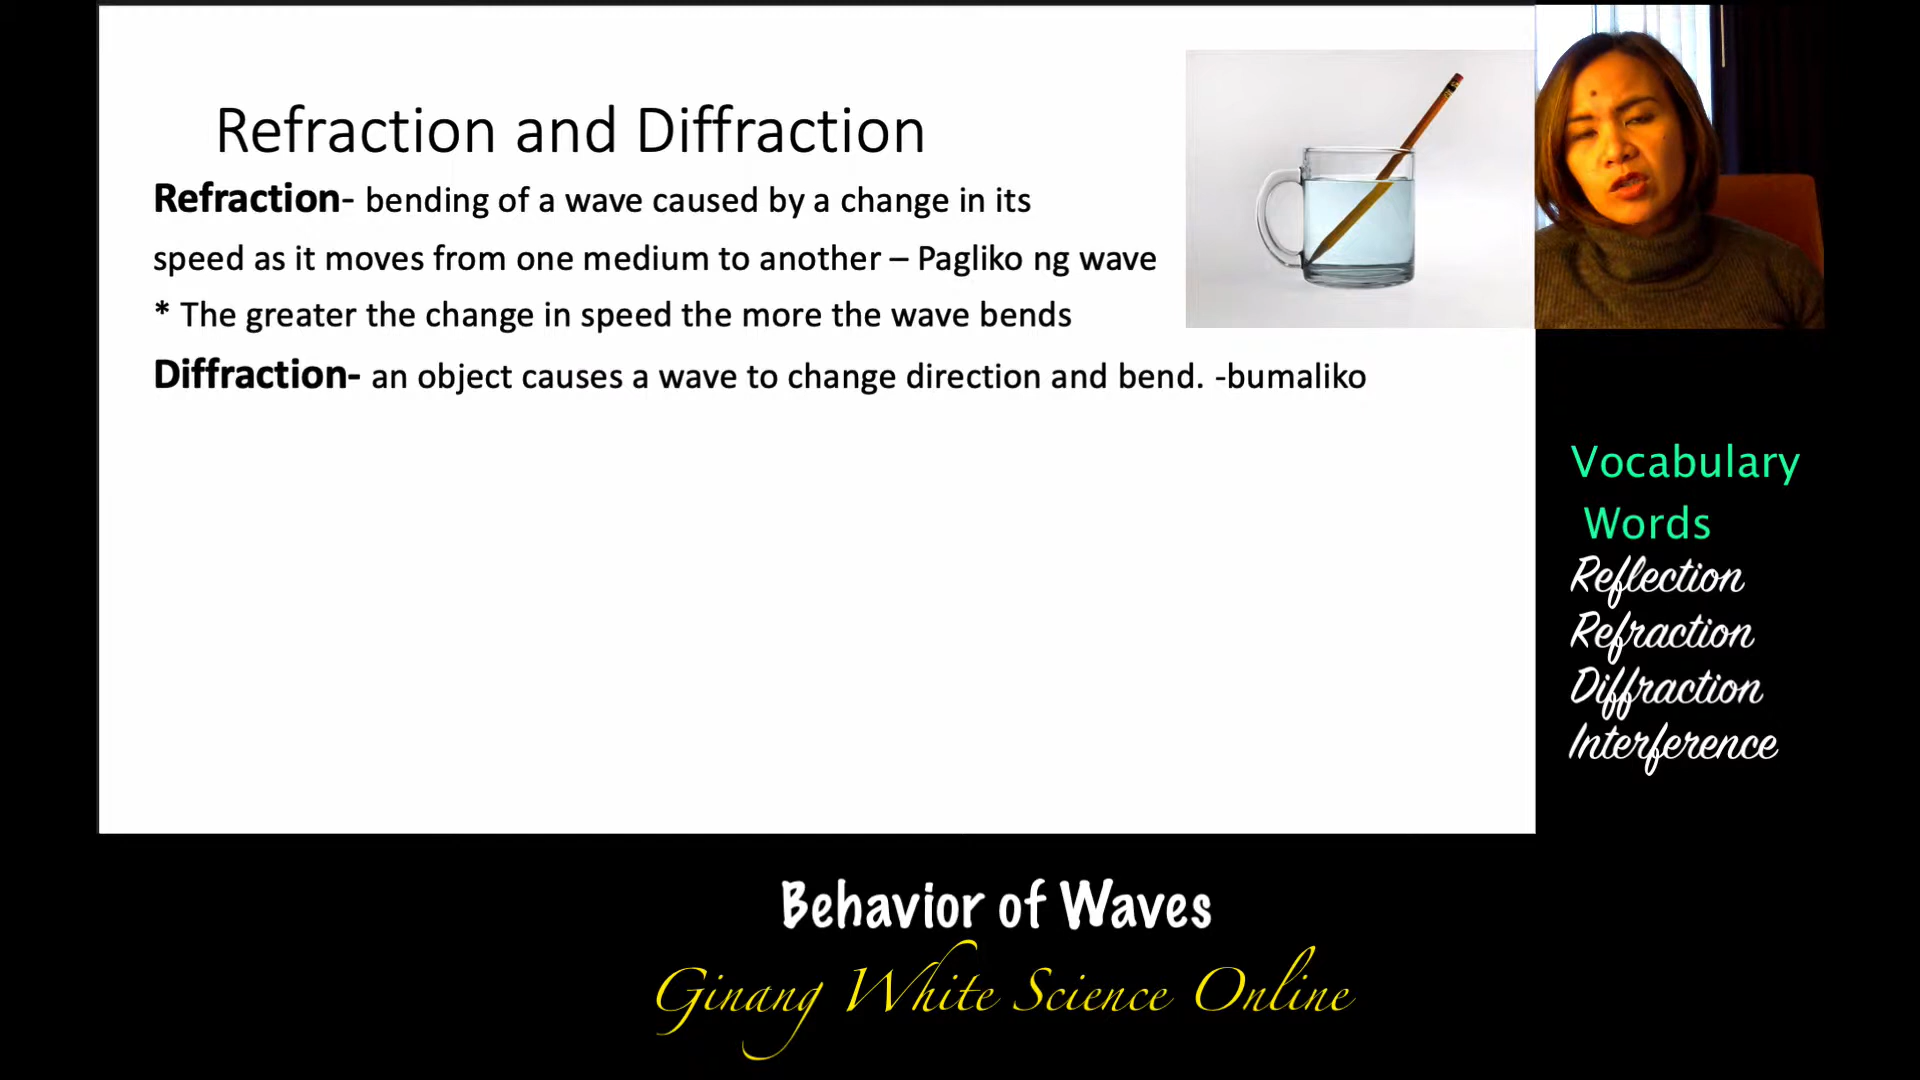 Refraction and Diffraction
Refraction- bending of a wave caused by a change in its
speed as it moves from one medium to another – Pagliko ng wave
* The greater the change in speed the more the wave bends
Diffraction- an object causes a wave to change direction and bend. -bumaliko
Vocabulary
Words
Reflection
Refraction
Diffraction
Interference
Behavior of Waves
Ginang White Science Online